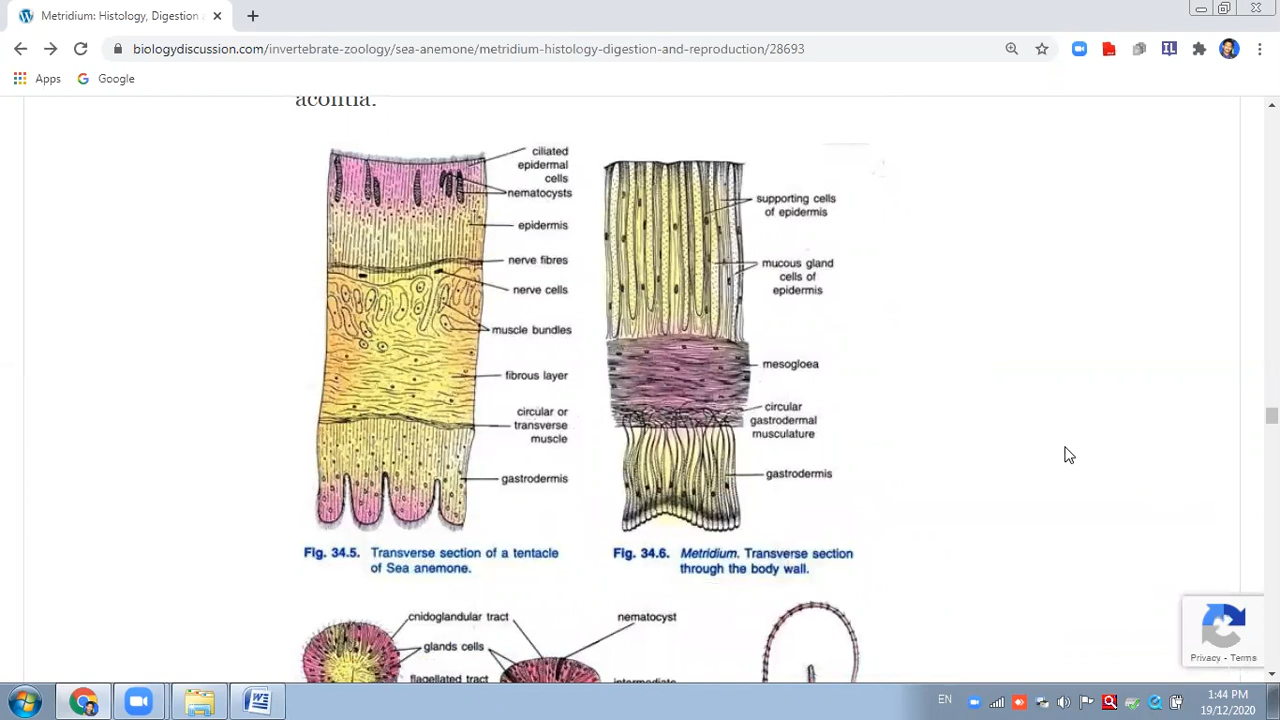 Metridium: Histology, Digestion a
biologydiscussion.com/invertebrate-zoology/sea-anemone/metridium-histology-digestion-and-reproduction/28693
Apps
Google
acontia.
ciliated
epidermal
cells
nematocysts
epidermis
nerve fibres
nerve cells
muscle bundles
fibrous layer
circular or
transverse
muscle
gastrodermis
Fig. 34.5. Transverse section of a tentacle
of Sea anemone.
supporting cells
of epidermis
mucous gland
cells of
epidermis
mesogloea
circular
gastrodermal
musculature
gastrodermis
Fig. 34.6. Metridium. Transverse section
through the body wall.
cnidoglandular tract
nematocyst
glands cells
flagellated tract
intermediate
Privacy - Terms
EN
1:44 PM
19/12/2020